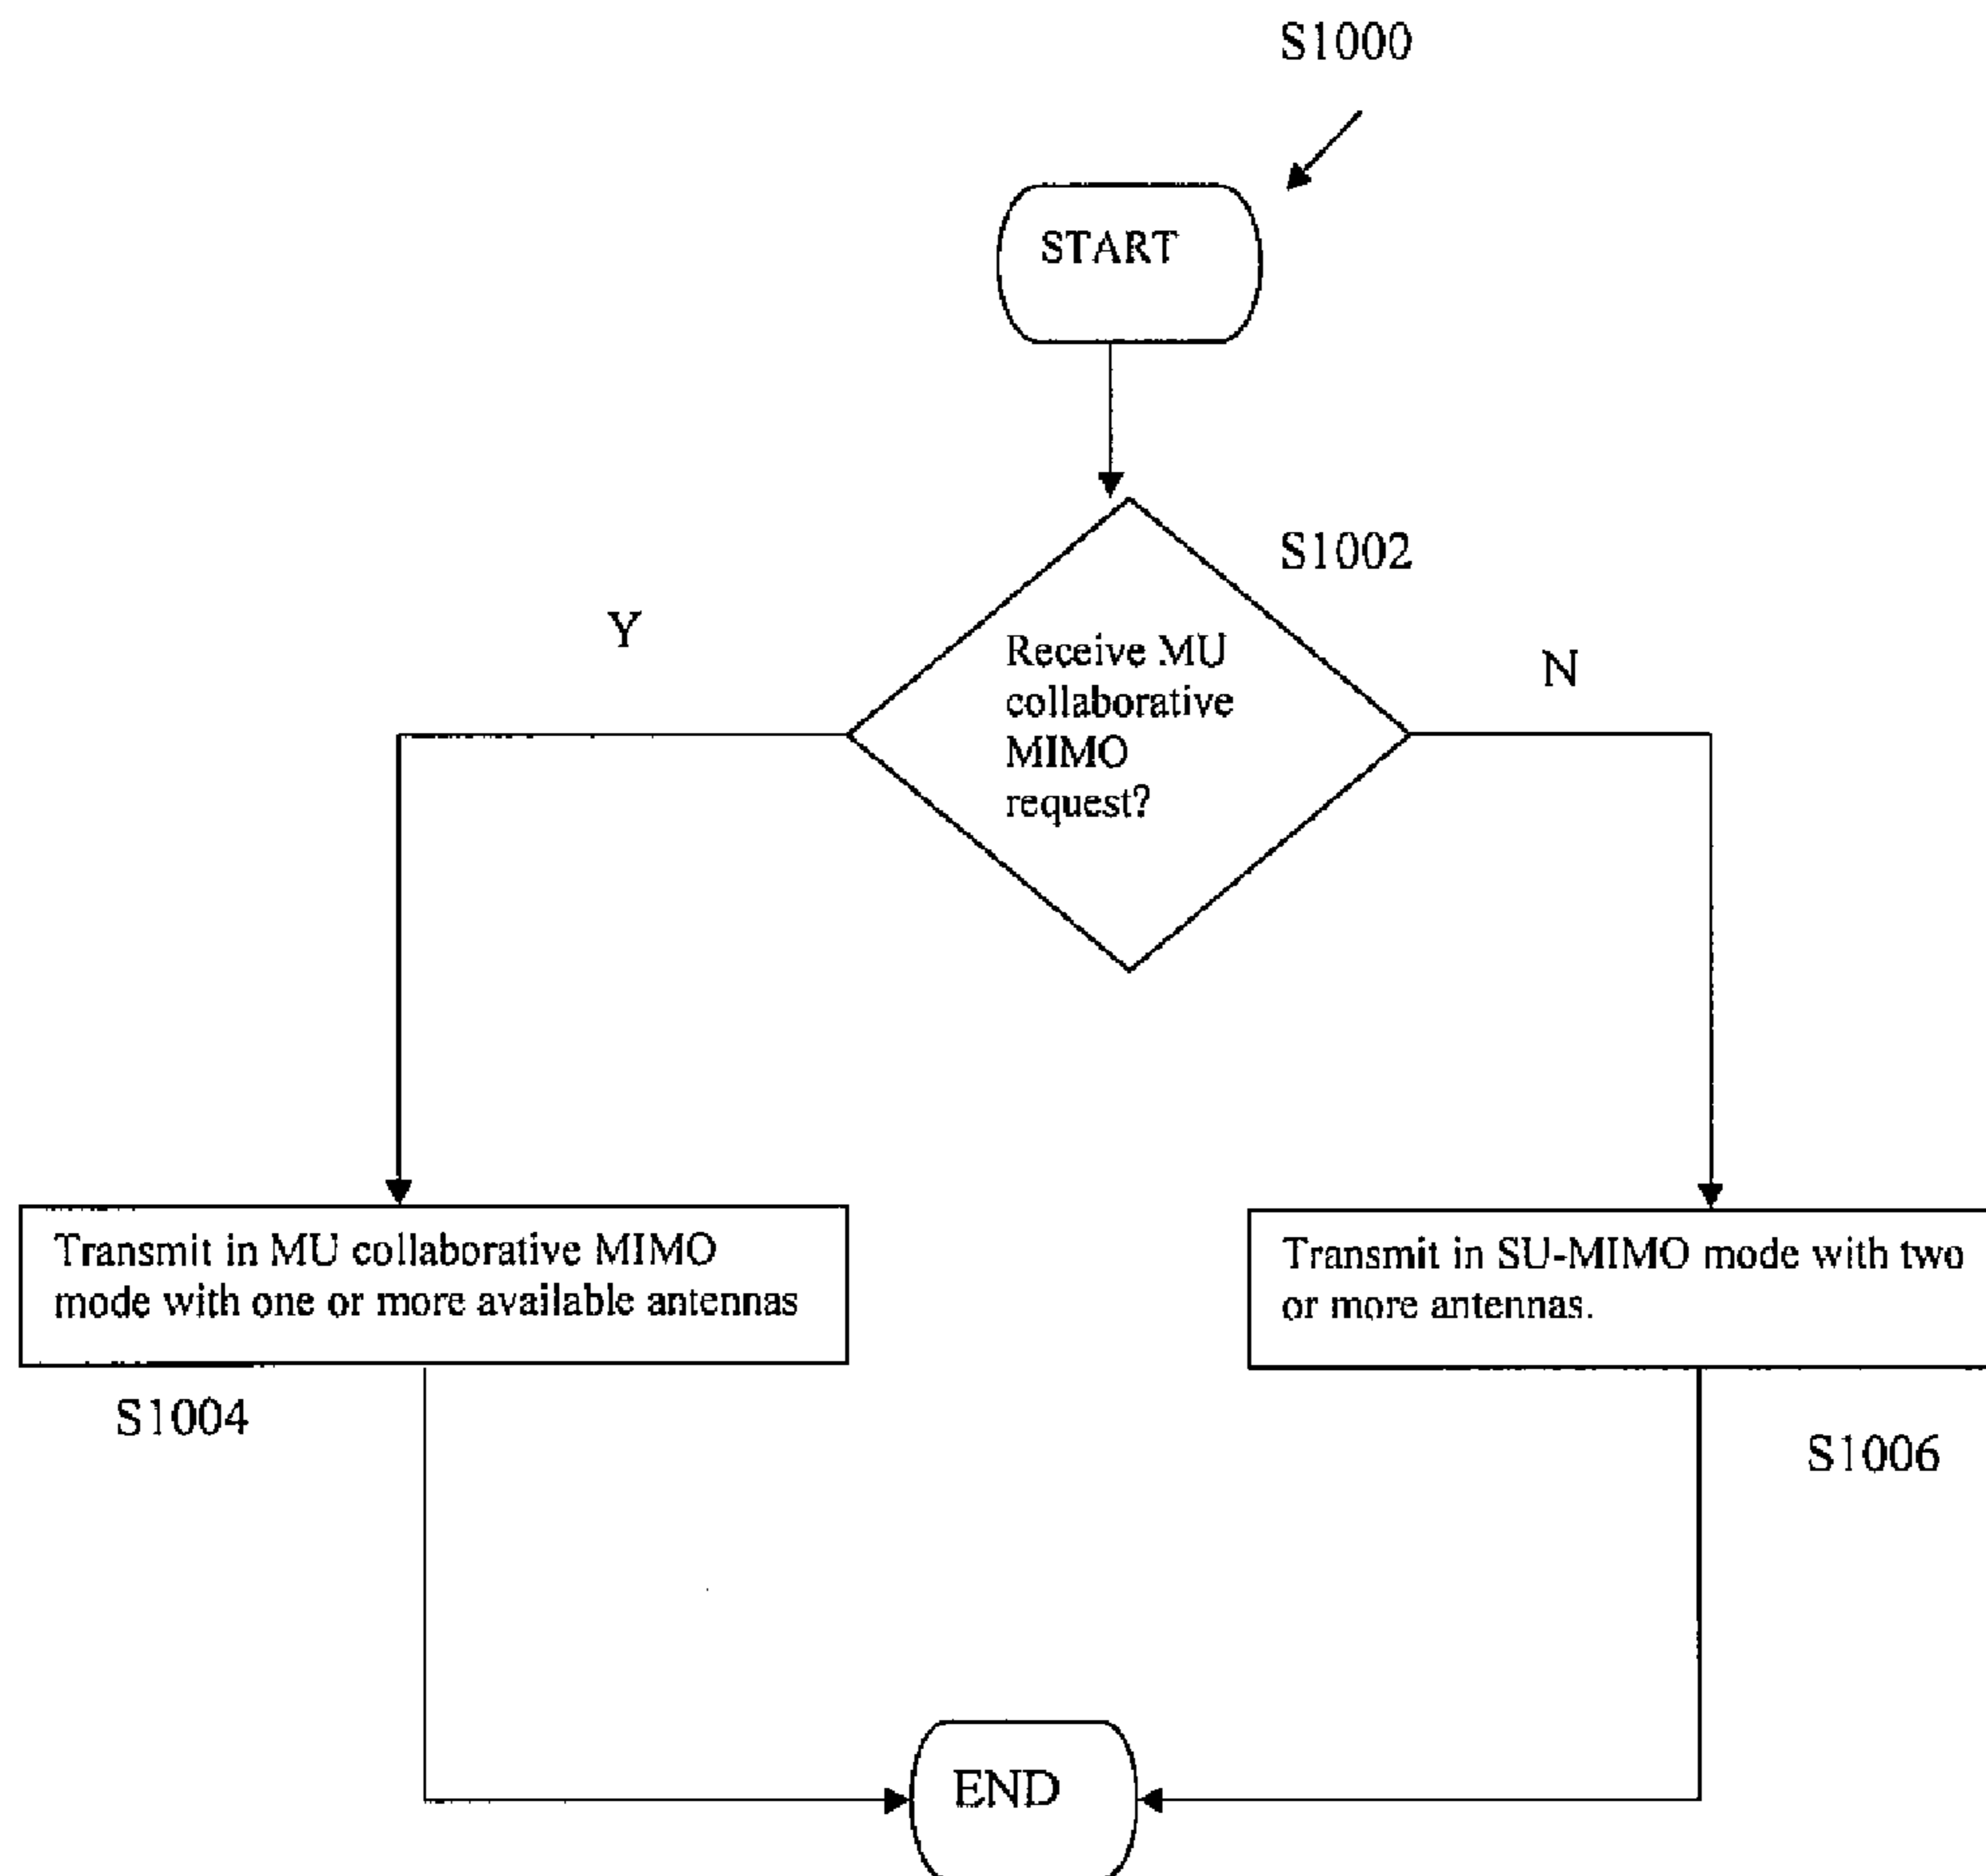 S1000
START
S1002
Y
N
Receive MU
collaborative
MIMO
request?
Transmit in MU collaborative MIMO
mode with one or more available antennas
Transmit in SU-MIMO mode with two
or more antennas.
S1004
S1006
END